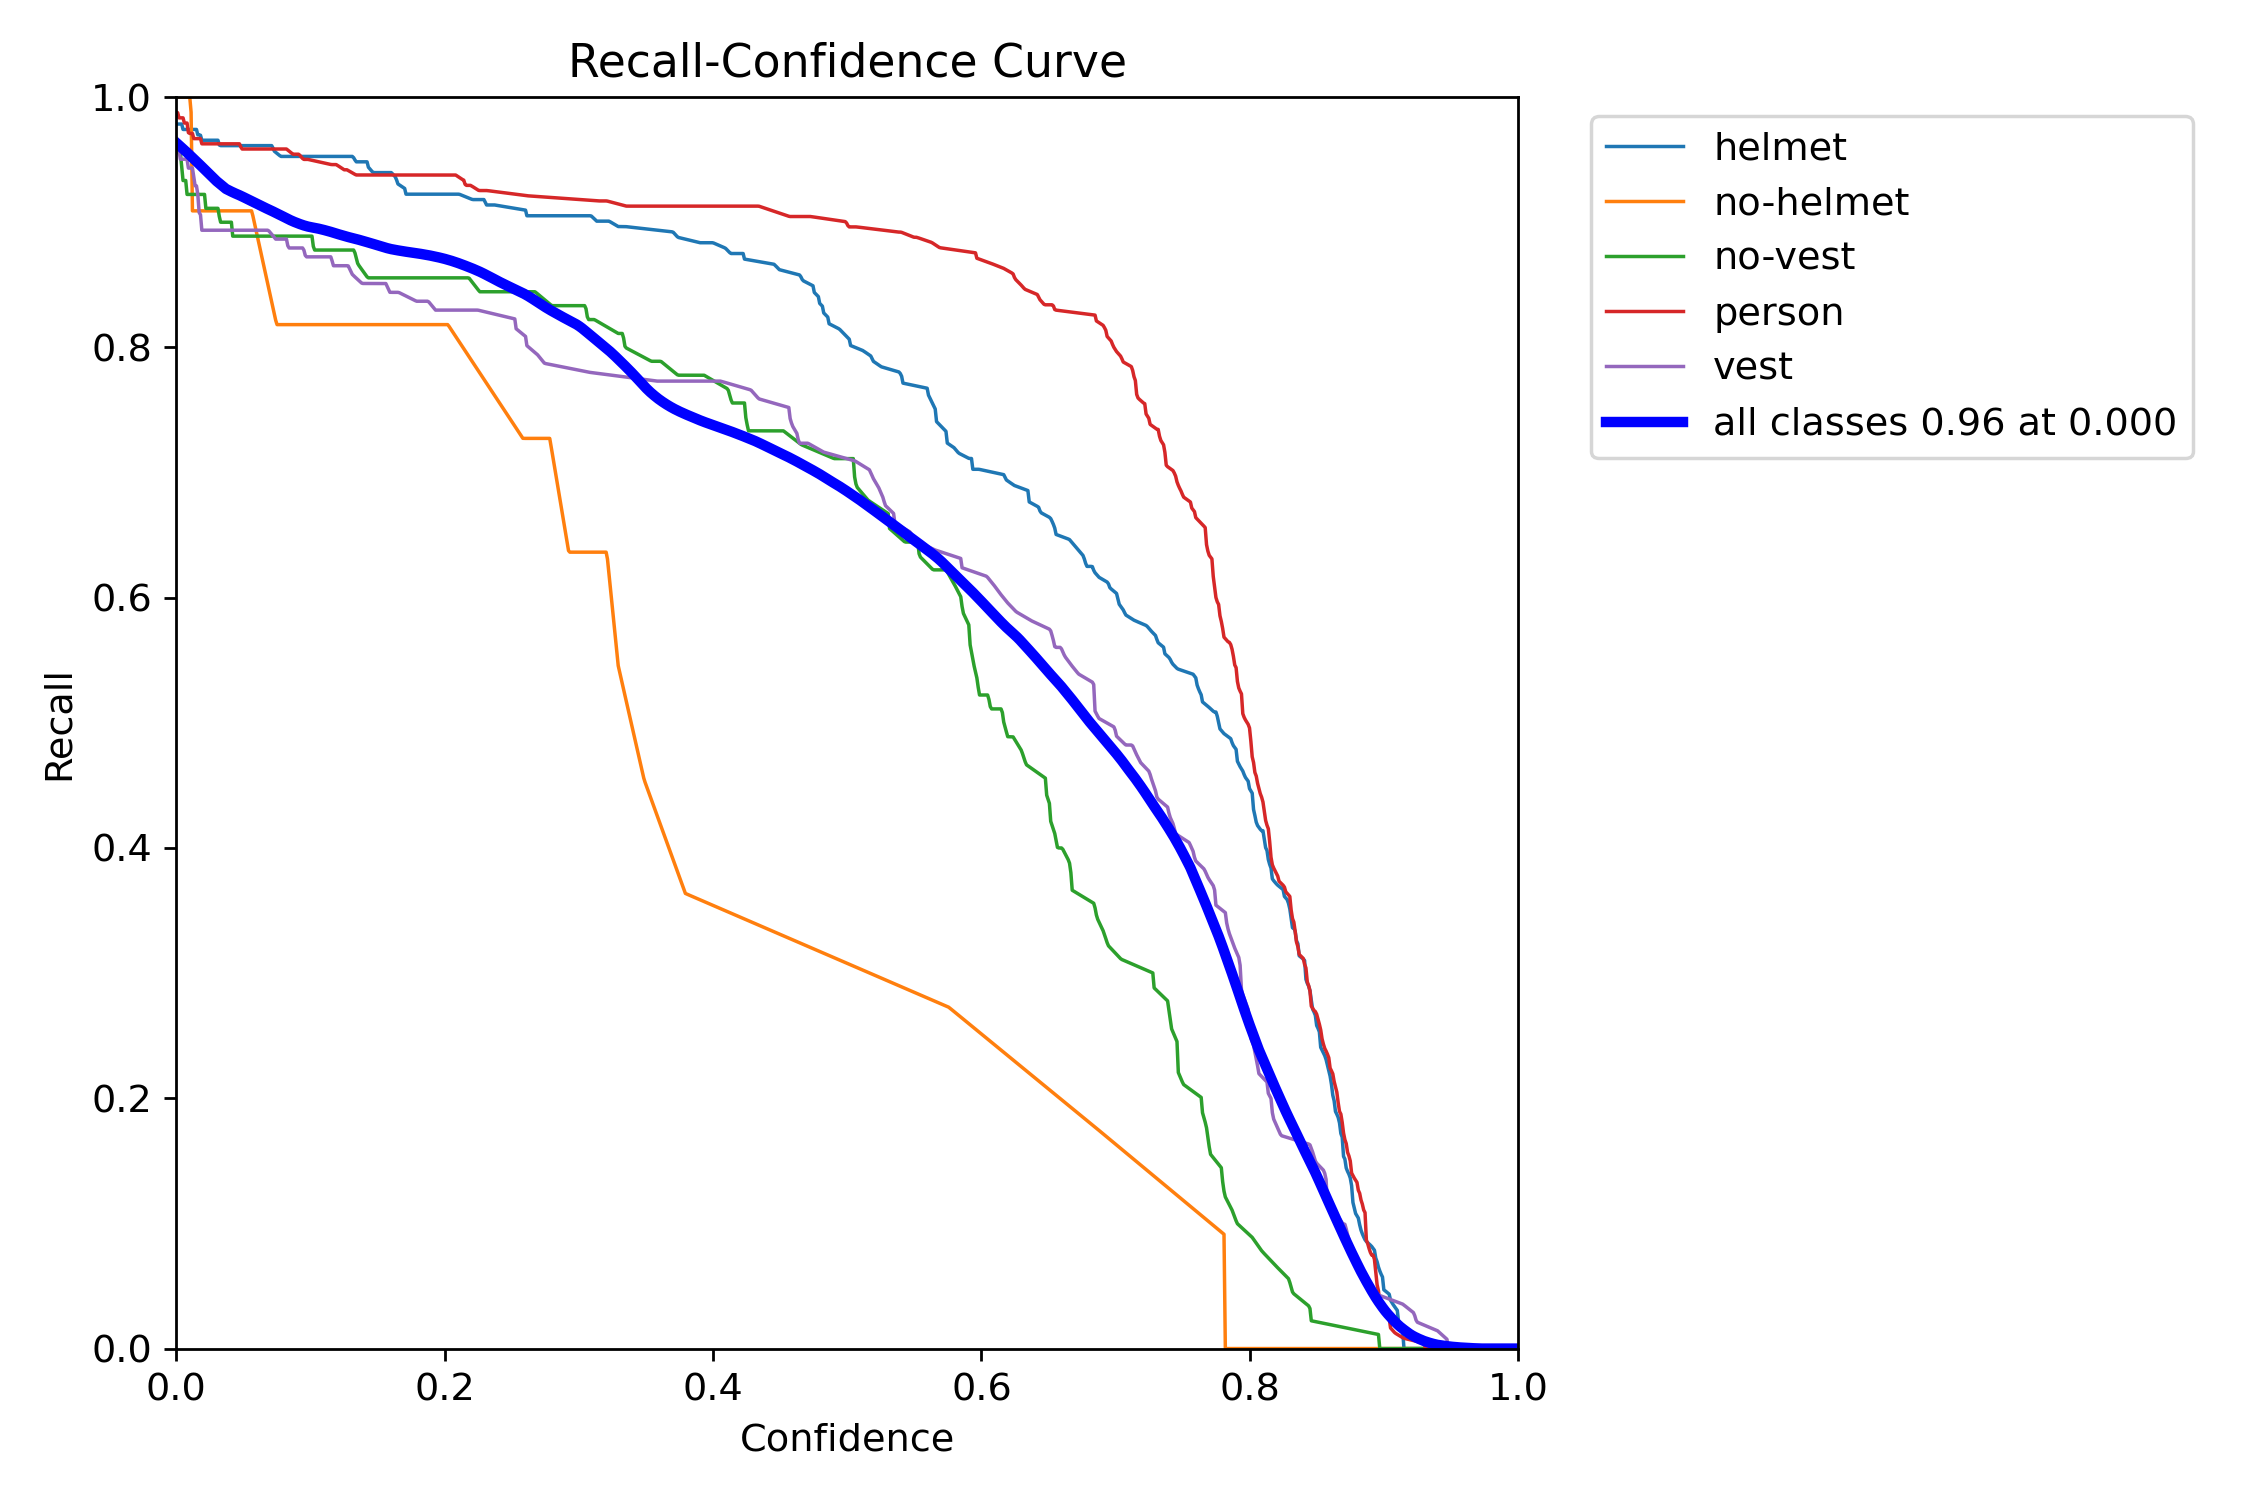 Recall-Confidence Curve
1.0
0.8
0.6
0.4
0.2
0.0
Recall
0.0 0.2 0.4 0.6 0.8 1.0
Confidence
helmet
no-helmet
no-vest
person
vest
all classes 0.96 at 0.000